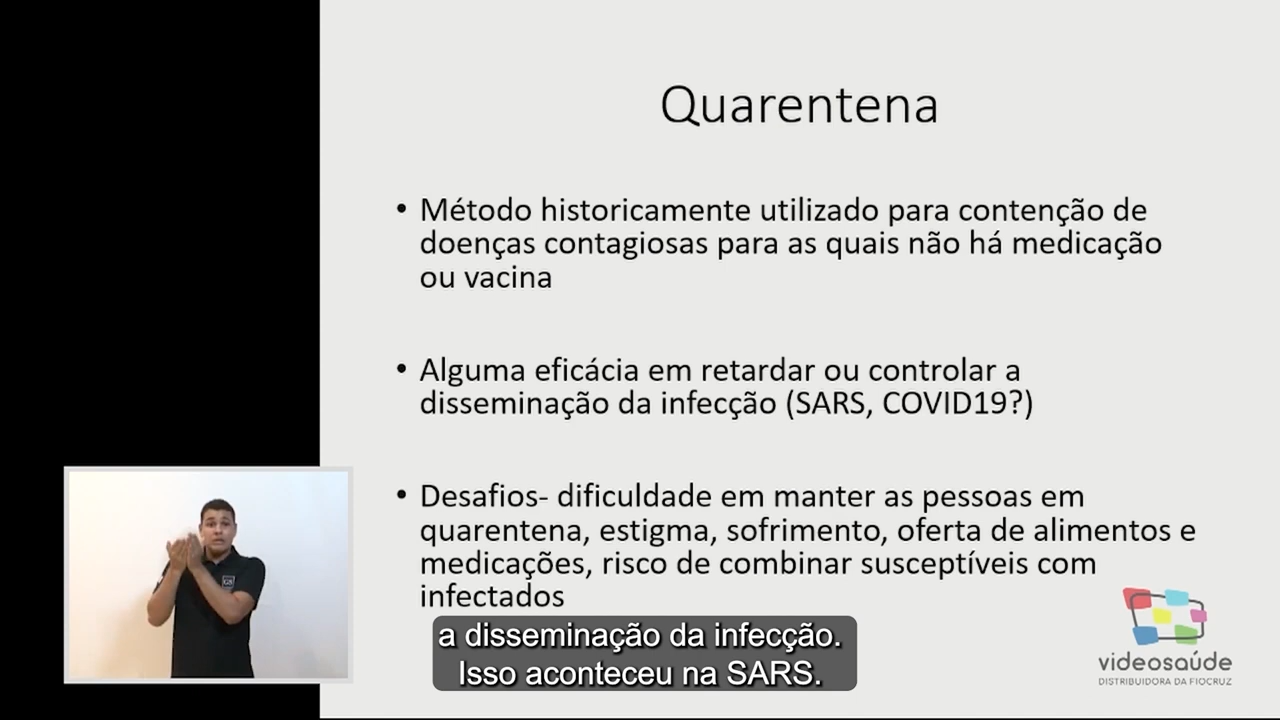 Quarentena
• Método historicamente utilizado para contenção de
doenças contagiosas para as quais não há medicação
ou vacina
• Alguma eficácia em retardar ou controlar a
disseminação da infecção (SARS, COVID19?)
• Desafios- dificuldade em manter as pessoas em
quarentena, estigma, sofrimento, oferta de alimentos e
medicações, risco de combinar susceptíveis com
infectados
a disseminação da infecção.
Isso aconteceu na SARS.
videosaúde
DISTRIBUIDORA DA FIOCRUZ